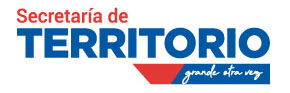 Secretaría de
TERRITORIO
grande otra vez